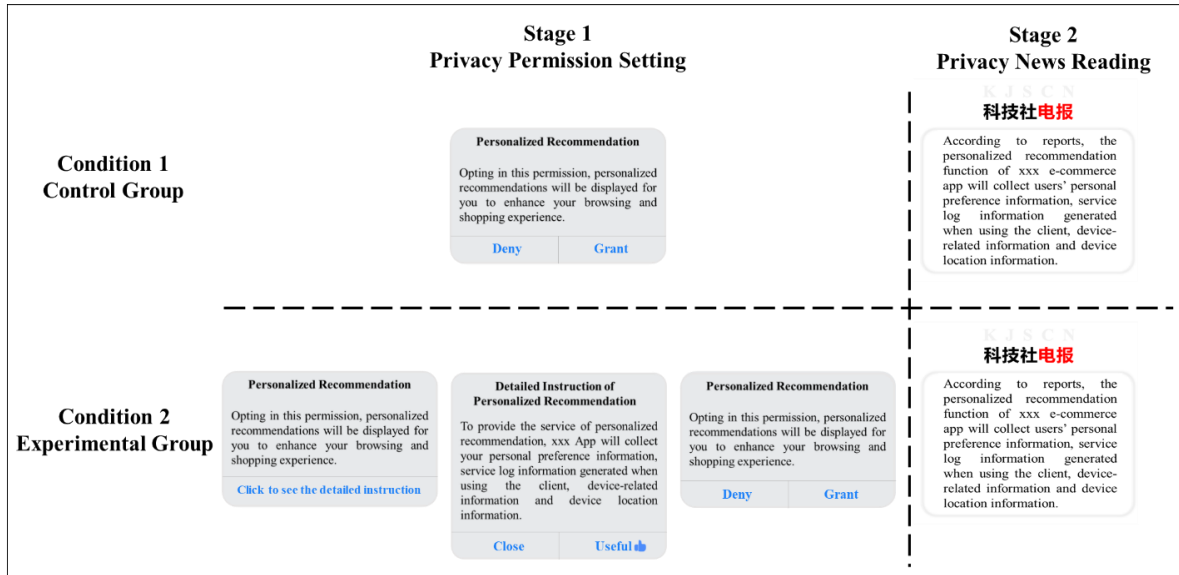 Stage 1
Privacy Permission Setting
Stage 2
Privacy News Reading
Condition 1
Control Group
Personalized Recommendation
Opting in this permission, personalized
recommendations will be displayed for
you to enhance your browsing and
shopping experience.
Deny
Grant
KJSCN
科技社电报
According to reports, the
personalized recommendation
function of xxx e-commerce
app will collect users' personal
preference information, service
log information generated
when using the client, device-
related information and device
location information.
Condition 2
Experimental Group
Personalized Recommendation
Opting in this permission, personalized
recommendations will be displayed for
you to enhance your browsing and
shopping experience.
Click to see the detailed instruction
Detailed Instruction of
Personalized Recommendation
To provide the service of personalized
recommendation, xxx App will collect
your personal preference information,
service log information generated when
using the client, device-related
information and device location
information.
Close
Useful
Personalized Recommendation
Opting in this permission, personalized
recommendations will be displayed for
you to enhance your browsing and
shopping experience.
Deny
Grant
KJSCN
科技社电报
According to reports, the
personalized recommendation
function of xxx e-commerce
app will collect users' personal
preference information, service
log information generated
when using the client, device-
related information and device
location information.